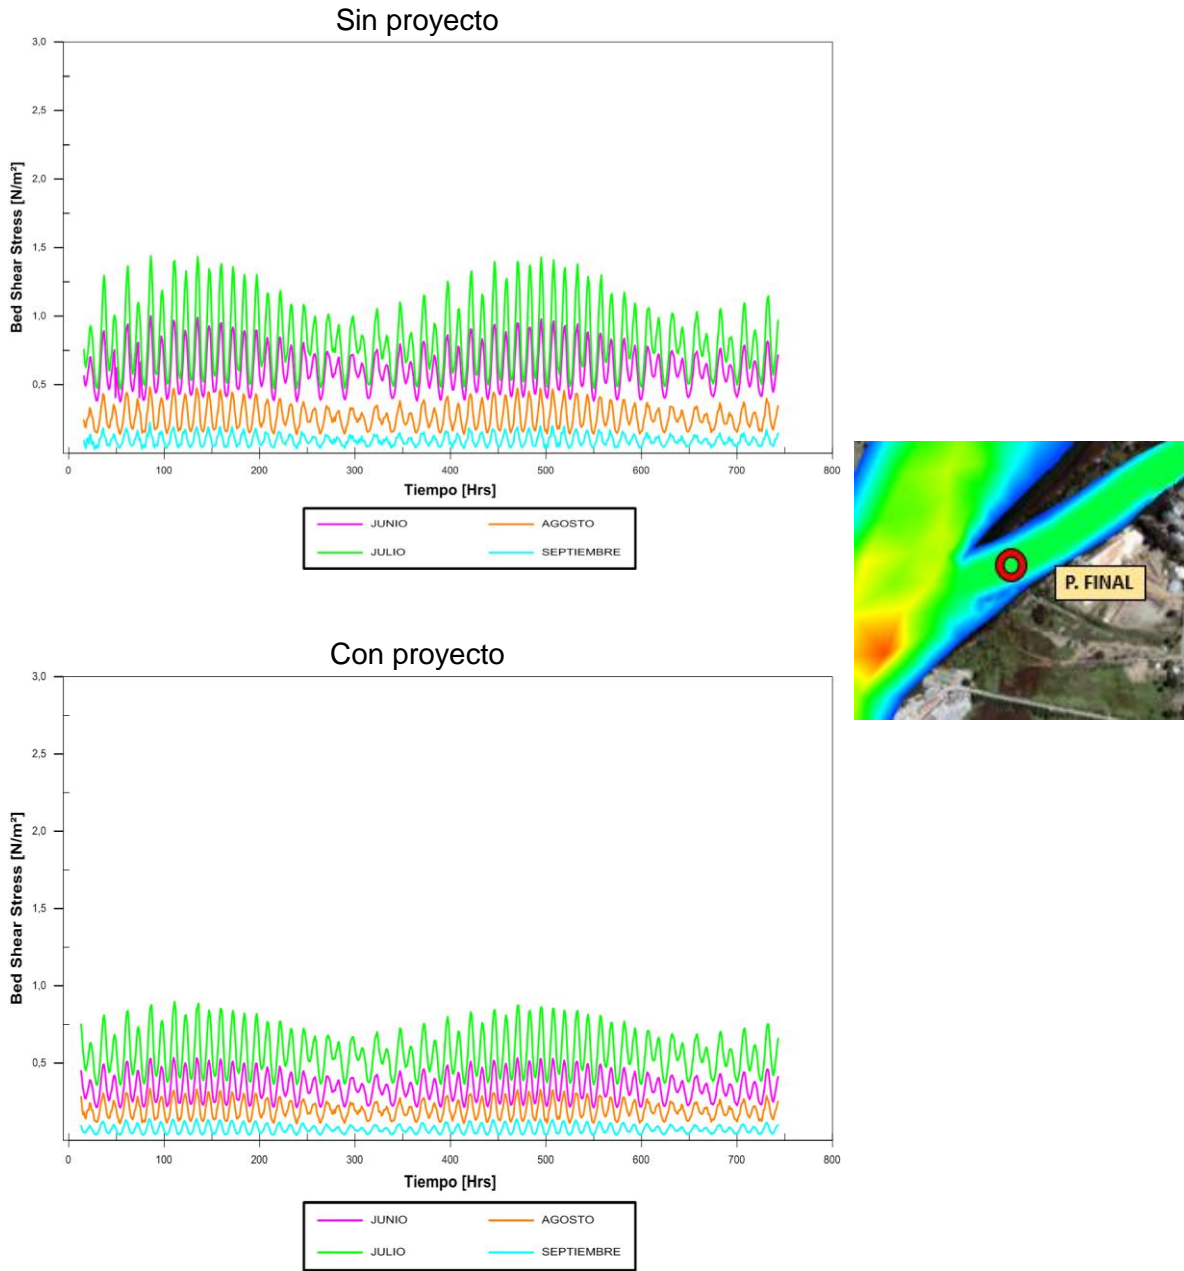 Sin proyecto
3,0
2,5
2,0
1,5
1,0
0,5
Bed Shear Stress [N/m²]
0 100 200 300 400 500 600 700 800
Tiempo [Hrs]
JUNIO AGOSTO
JULIO SEPTIEMBRE
P. FINAL
Con proyecto
3,0
2,5
2,0
1,5
1,0
0,5
Bed Shear Stress [N/m²]
0 100 200 300 400 500 600 700 800
Tiempo [Hrs]
JUNIO AGOSTO
JULIO SEPTIEMBRE